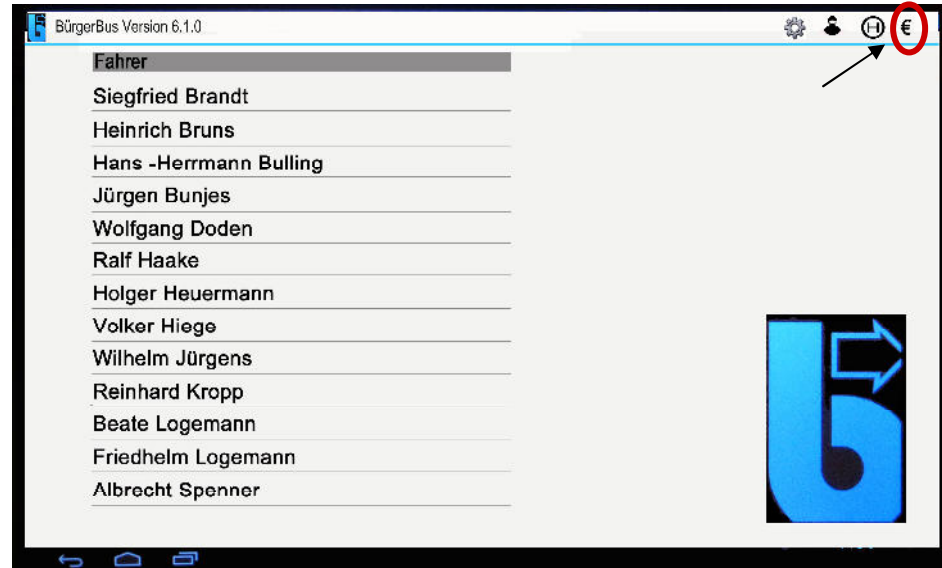 BürgerBus Version 6.1.0
H €
Fahrer
Siegfried Brandt
Heinrich Bruns
Hans -Herrmann Bulling
Jürgen Bunjes
Wolfgang Doden
Ralf Haake
Holger Heuermann
Volker Hiege
Wilhelm Jürgens
Reinhard Kropp
Beate Logemann
Friedhelm Logemann
Albrecht Spenner